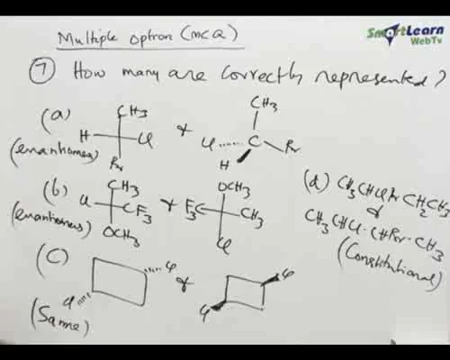 Multiple option (MCQ)
SmartLearn
WebTv
7 How many are correctly represented?
(a) CH3 H Cl Br & CH3 Cl C Br H
(enantiomers)
(b) CH3 Cl CF3 OCH3 & OCH3 F3C CH3 Cl
(enantiomers)
(c) Cl Cl & Cl Cl
(Same)
(d) CH3CHClBr CH2CH3
&
CH3CHCl·CHBr·CH3
(Constitutional)